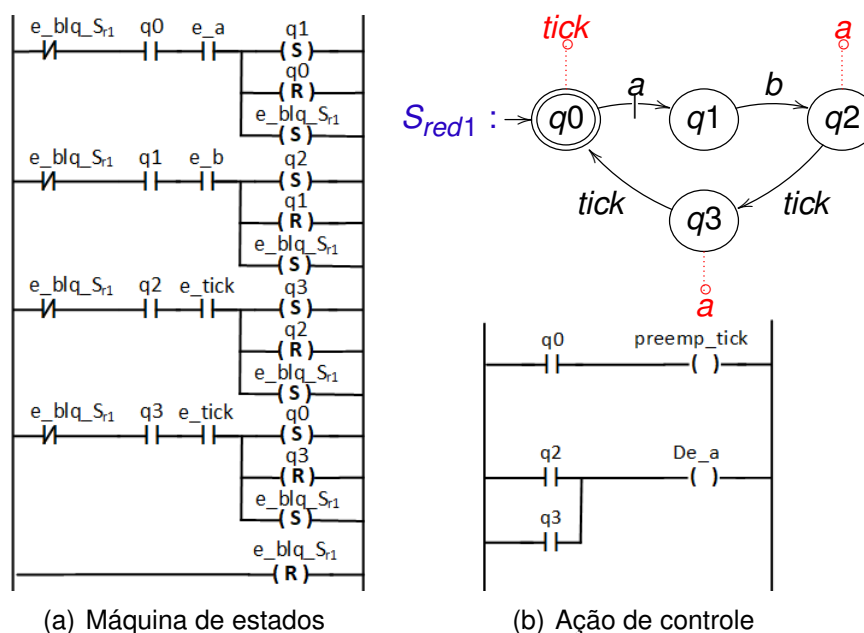 e_blq_Sr1 q0 e_a q1
(S)
q0
(R)
e_blq_Sr1
(S)
e_blq_Sr1 q1 e_b q2
(S)
q1
(R)
e_blq_Sr1
(S)
e_blq_Sr1 q2 e_tick q3
(S)
q2
(R)
e_blq_Sr1
(S)
e_blq_Sr1 q3 e_tick q0
(S)
q3
(R)
e_blq_Sr1
(S)
e_blq_Sr1
(R)
(a) Máquina de estados
tick a
a b
Sred1 : q0 q1 q2
tick q3 tick
a
q0 preemp_tick
( )
q2 De_a
( )
q3
(b) Ação de controle